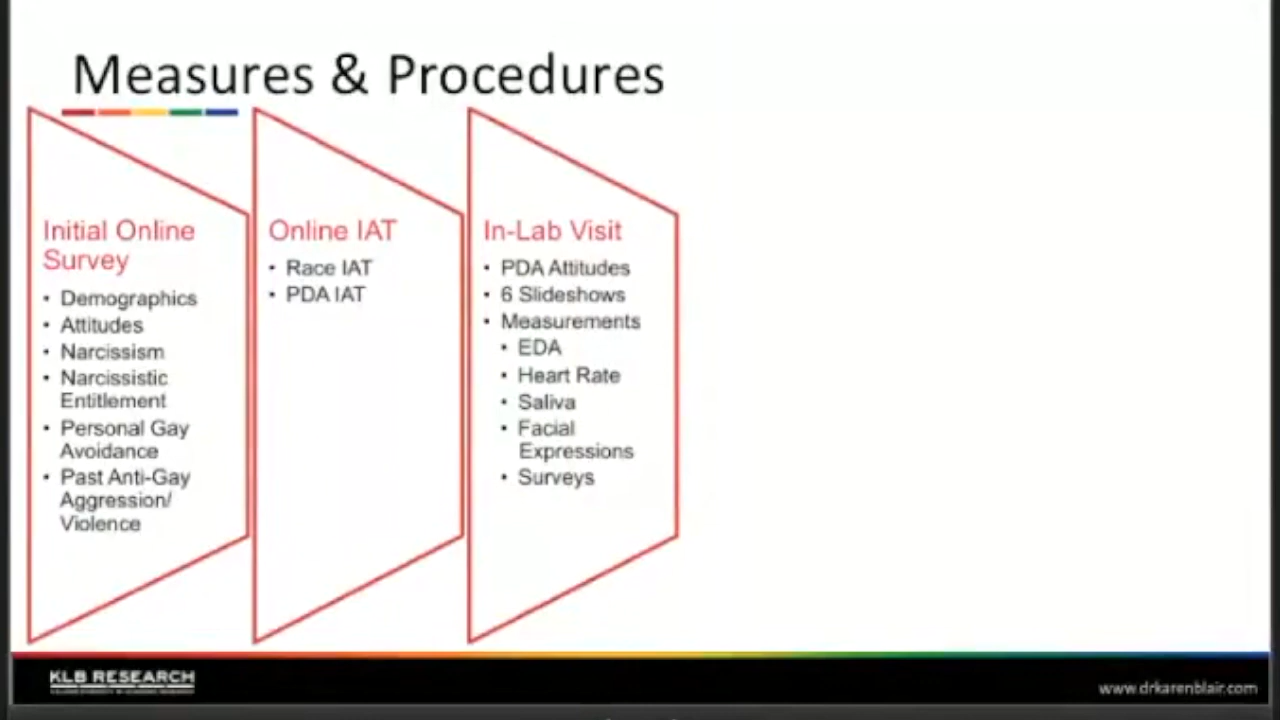 Measures & Procedures
Initial Online
Survey
• Demographics
• Attitudes
• Narcissism
• Narcissistic
Entitlement
• Personal Gay
Avoidance
• Past Anti-Gay
Aggression/
Violence
Online IAT
• Race IAT
• PDA IAT
In-Lab Visit
• PDA Attitudes
• 6 Slideshows
• Measurements
• EDA
• Heart Rate
• Saliva
• Facial
Expressions
• Surveys
KLB RESEARCH
www.drkarenblair.com